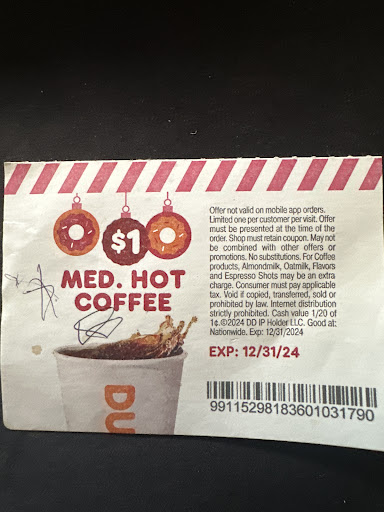 $1
MED. HOT
COFFEE
DU
Offer not valid on mobile app orders.
Limited one per customer per visit. Offer
must be presented at the time of the
order. Shop must retain coupon. May not
be combined with other offers or
promotions. No substitutions. For Coffee
products, Almondmilk, Oatmilk, Flavors
and Espresso Shots may be an extra
charge. Consumer must pay applicable
tax. Void if copied, transferred, sold or
prohibited by law. Internet distribution
strictly prohibited. Cash value 1/20 of
1¢.©2024 DD IP Holder LLC. Good at:
Nationwide. Exp: 12/31/2024
EXP: 12/31/24
99115298183601031790